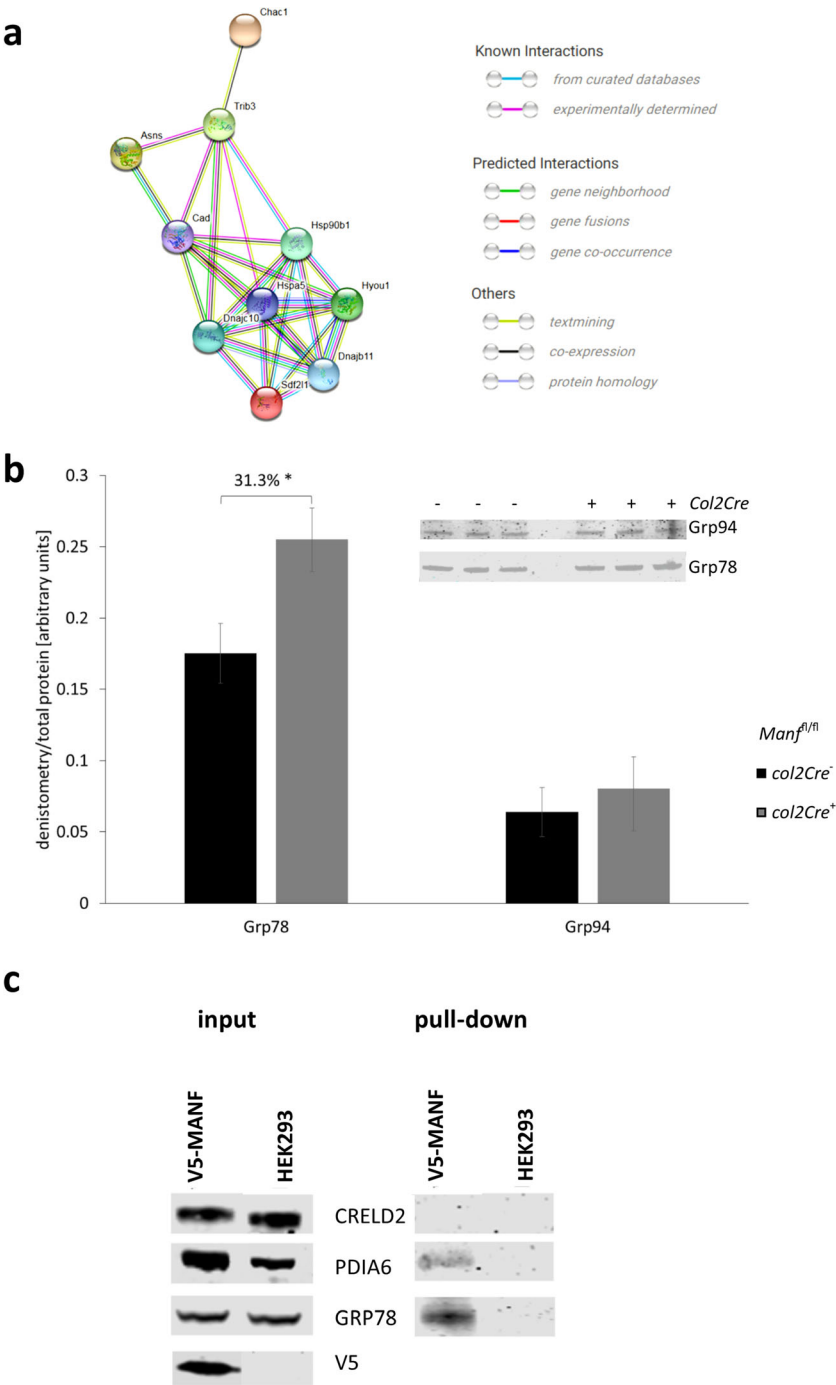 a
Chac1
Trib3
Asns
Cad
Hsp90b1
Hspa5
Hyou1
Dnajc10
Dnajb11
Sdf2l1
Known Interactions
from curated databases
experimentally determined
Predicted Interactions
gene neighborhood
gene fusions
gene co-occurrence
Others
textmining
co-expression
protein homology
b
denistometry/total protein [arbitrary units]
0.3
0.25
0.2
0.15
0.1
0.05
0
31.3% *
Grp78
Grp94
- - - + + + Col2Cre
Grp94
Grp78
Manf^fl/fl
col2Cre^-
col2Cre^+
c
input pull-down
V5-MANF HEK293 V5-MANF HEK293
CRELD2
PDIA6
GRP78
V5